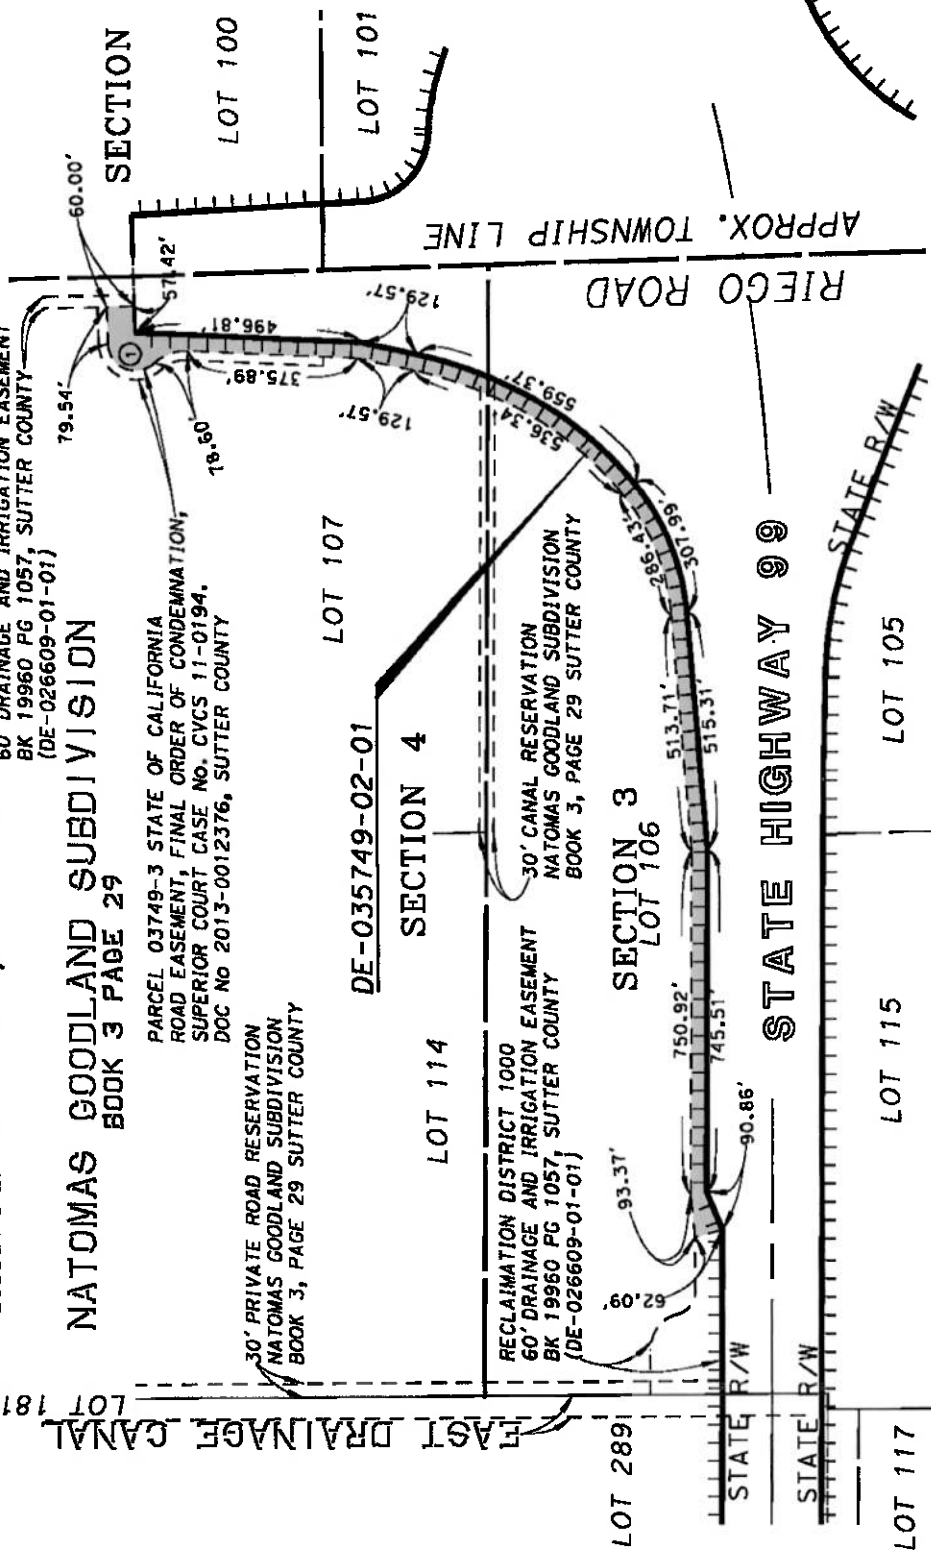 60' DRAINAGE AND IRRIGATION EASEMENT
BK 19960 PG 1057, SUTTER COUNTY
(DE-026609-01-01)
NATOMAS GOODLAND SUBDIVISION
BOOK 3 PAGE 29
PARCEL 03749-3 STATE OF CALIFORNIA
ROAD EASEMENT, FINAL ORDER OF CONDEMNATION,
SUPERIOR COURT CASE No. CVCS 11-0194.
DOC No 2013-0012376, SUTTER COUNTY
30' PRIVATE ROAD RESERVATION
NATOMAS GOODLAND SUBDIVISION
BOOK 3, PAGE 29 SUTTER COUNTY
LOT 181
EAST DRAINAGE CANAL
SECTION
LOT 100
LOT 101
60.00'
57.42'
79.54'
1
78.60'
496.81'
375.89'
129.57'
129.57'
APPROX. TOWNSHIP LINE
RIEGO ROAD
LOT 107
DE-035749-02-01
SECTION 4
LOT 114
559.37'
536.34'
30' CANAL RESERVATION
NATOMAS GOODLAND SUBDIVISION
BOOK 3, PAGE 29 SUTTER COUNTY
286.43'
307.99'
RECLAIMATION DISTRICT 1000
60' DRAINAGE AND IRRIGATION EASEMENT
BK 19960 PG 1057, SUTTER COUNTY
(DE-026609-01-01)
SECTION 3
LOT 106
513.71'
515.31'
750.92'
745.51'
93.37'
90.86'
62.09'
LOT 289
STATE R/W
STATE HIGHWAY 99
STATE R/W
STATE R/W
LOT 105
LOT 115
LOT 117